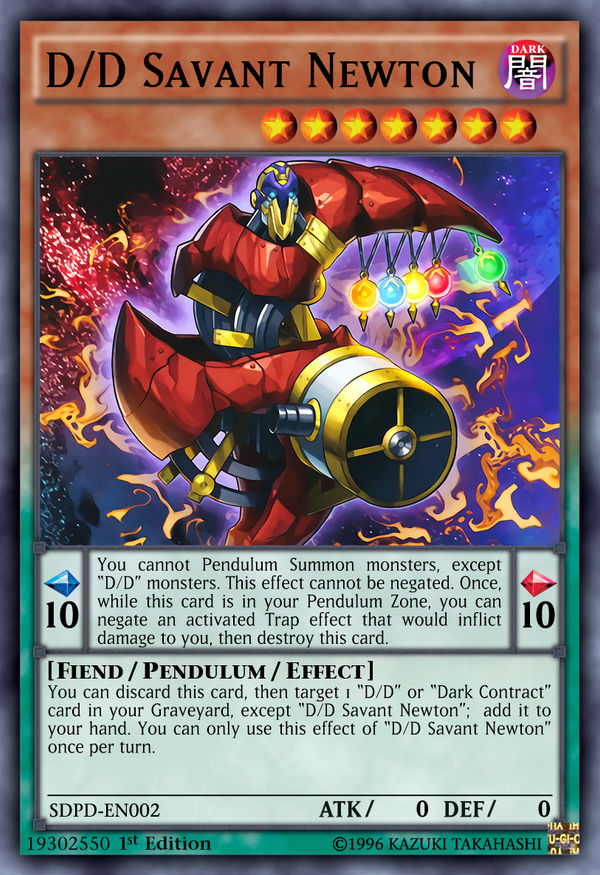 D/D Savant Newton
DARK
闇
You cannot Pendulum Summon monsters, except
"D/D" monsters. This effect cannot be negated. Once,
while this card is in your Pendulum Zone, you can
negate an activated Trap effect that would inflict
damage to you, then destroy this card.
10
10
[Fiend / Pendulum / Effect]
You can discard this card, then target 1 "D/D" or "Dark Contract"
card in your Graveyard, except "D/D Savant Newton"; add it to
your hand. You can only use this effect of "D/D Savant Newton"
once per turn.
SDPD-EN002 ATK/ 0 DEF/ 0
19302550 1st Edition ©1996 KAZUKI TAKAHASHI